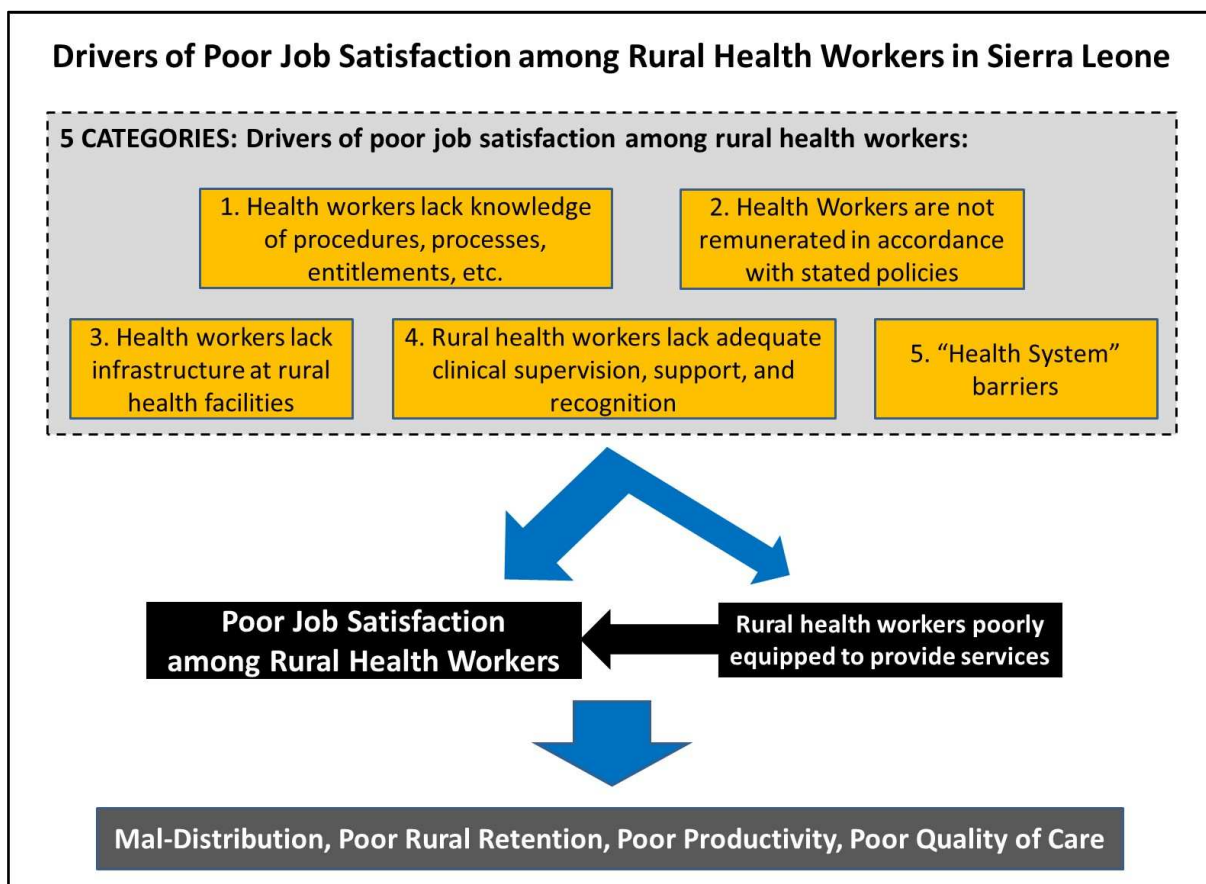 Drivers of Poor Job Satisfaction among Rural Health Workers in Sierra Leone
5 CATEGORIES: Drivers of poor job satisfaction among rural health workers:
1. Health workers lack knowledge
of procedures, processes,
entitlements, etc.
2. Health Workers are not
remunerated in accordance
with stated policies
3. Health workers lack
infrastructure at rural
health facilities
4. Rural health workers lack adequate
clinical supervision, support, and
recognition
5. “Health System”
barriers
Poor Job Satisfaction
among Rural Health Workers
Rural health workers poorly
equipped to provide services
Mal-Distribution, Poor Rural Retention, Poor Productivity, Poor Quality of Care